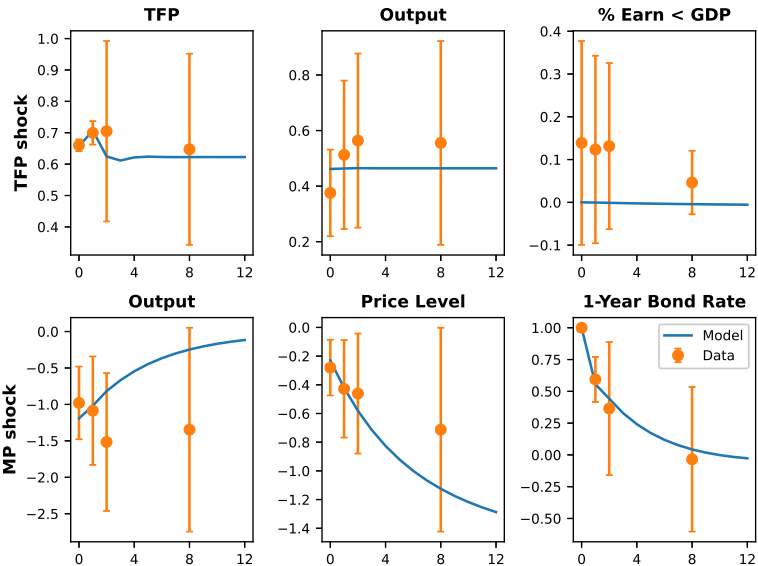 TFP
Output
% Earn < GDP
TFP shock
1.0
0.9
0.8
0.7
0.6
0.5
0.4
0 4 8 12
0.8
0.6
0.4
0.2
0 4 8 12
0.4
0.3
0.2
0.1
0.0
−0.1
0 4 8 12
Output
Price Level
1-Year Bond Rate
MP shock
0.0
−0.5
−1.0
−1.5
−2.0
−2.5
0 4 8 12
0.0
−0.2
−0.4
−0.6
−0.8
−1.0
−1.2
−1.4
0 4 8 12
1.00
0.75
0.50
0.25
0.00
−0.25
−0.50
0 4 8 12
Model
Data